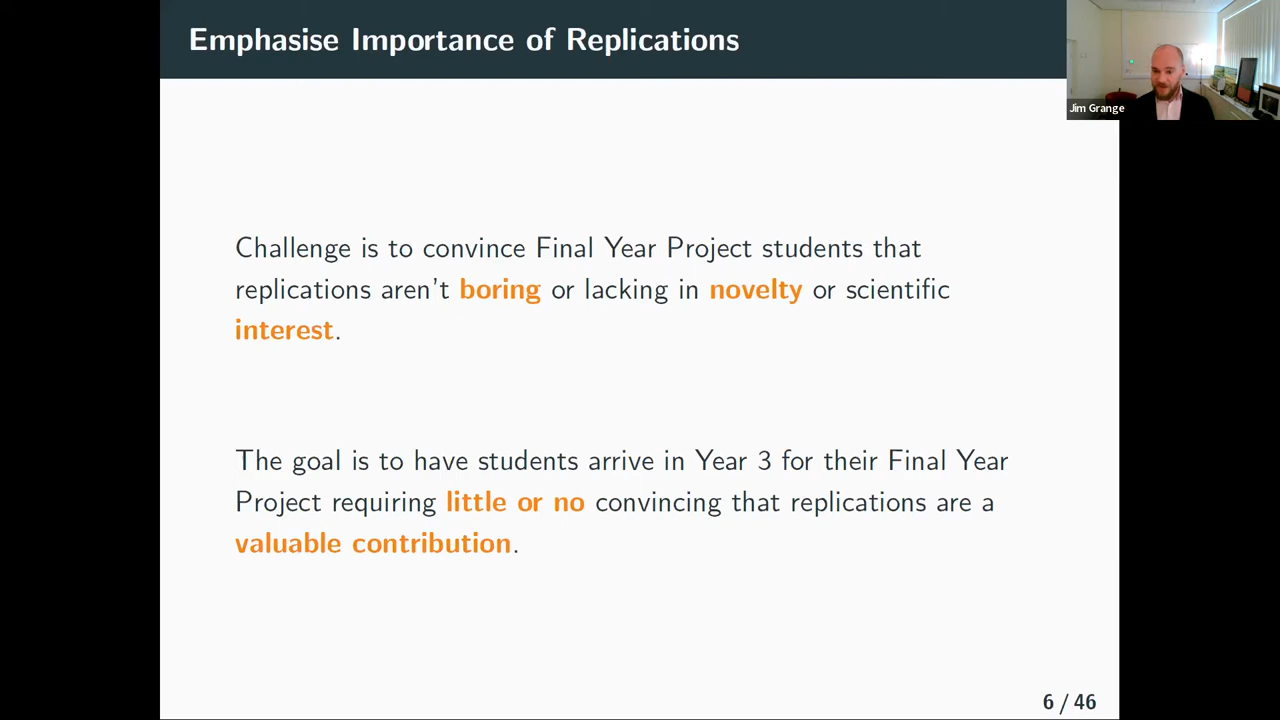 Emphasise Importance of Replications
Jim Grange
Challenge is to convince Final Year Project students that
replications aren't boring or lacking in novelty or scientific
interest.
The goal is to have students arrive in Year 3 for their Final Year
Project requiring little or no convincing that replications are a
valuable contribution.
6 / 46